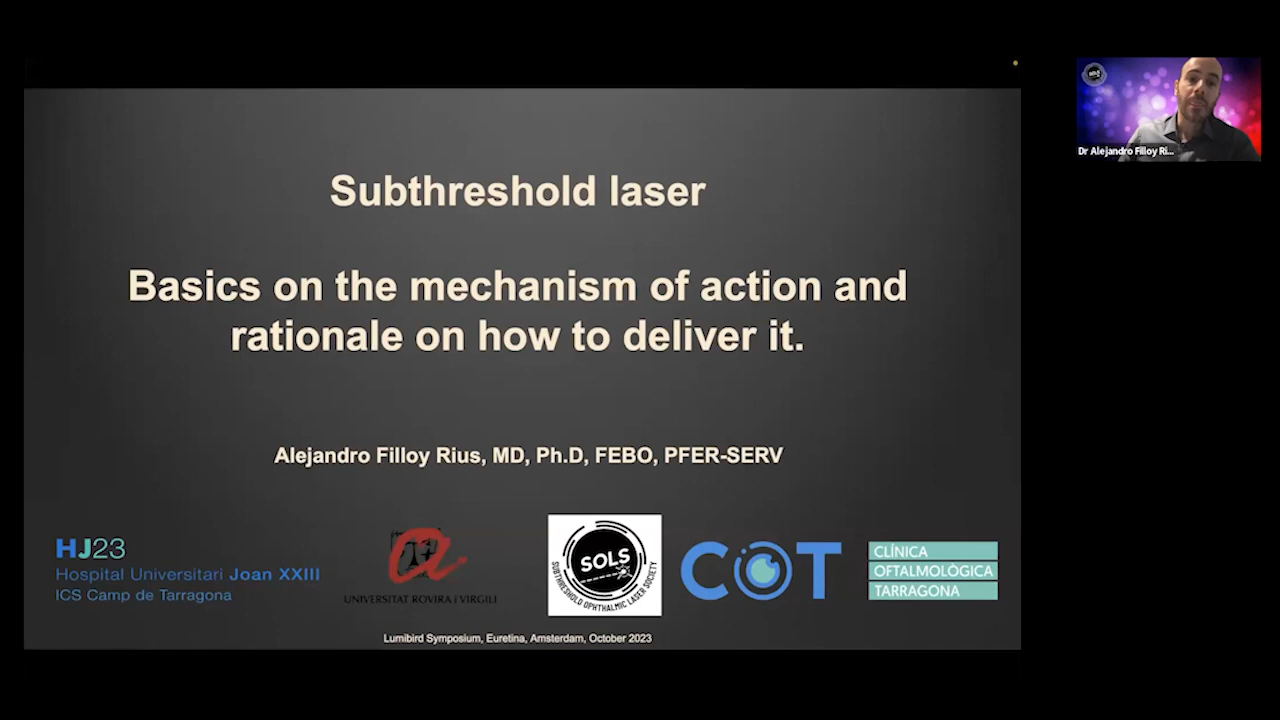 Subthreshold laser
Basics on the mechanism of action and
rationale on how to deliver it.
Alejandro Filloy Rius, MD, Ph.D, FEBO, PFER-SERV
HJ23
Hospital Universitari Joan XXIII
ICS Camp de Tarragona
UNIVERSITAT ROVIRA I VIRGILI
SOLS
SUBTHRESHOLD OPHTHALMIC LASER SOCIETY
COT
CLÍNICA
OFTALMOLÒGICA
TARRAGONA
Lumibird Symposium, Euretina, Amsterdam, October 2023
SOLS
Dr Alejandro Filloy Ri...